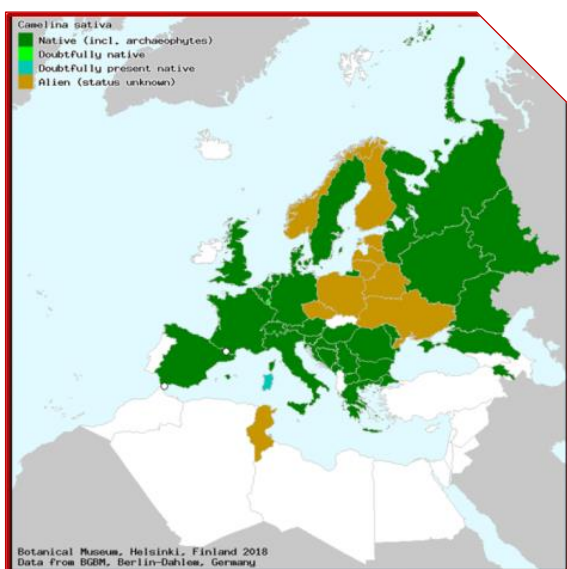 Camelina sativa
Native (incl. archaeophytes)
Doubtfully native
Doubtfully present native
Alien (status unknown)
Botanical Museum, Helsinki, Finland 2018
Data from BGBM, Berlin-Dahlem, Germany